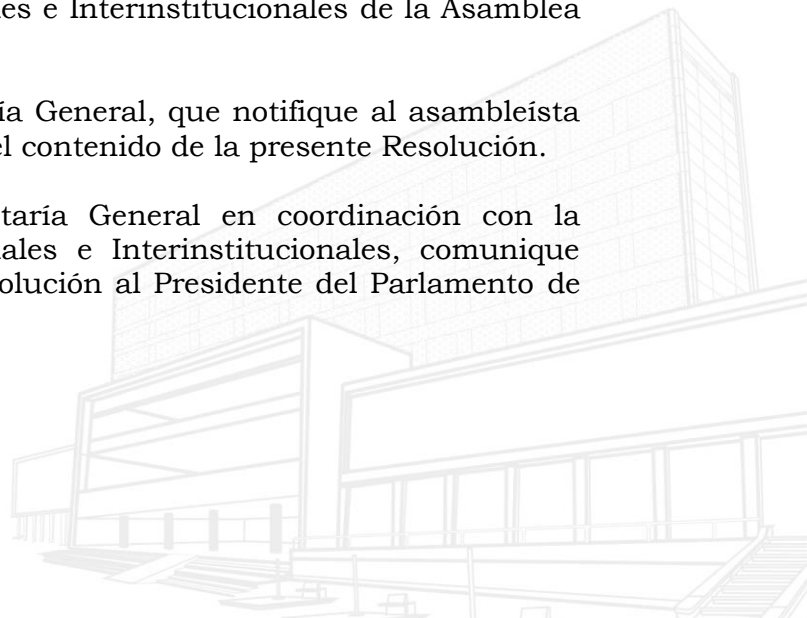 es e Interinstitucionales de la Asamblea
ía General, que notifique al asambleísta
el contenido de la presente Resolución.
taría General en coordinación con la
ales e Interinstitucionales, comunique
olución al Presidente del Parlamento de